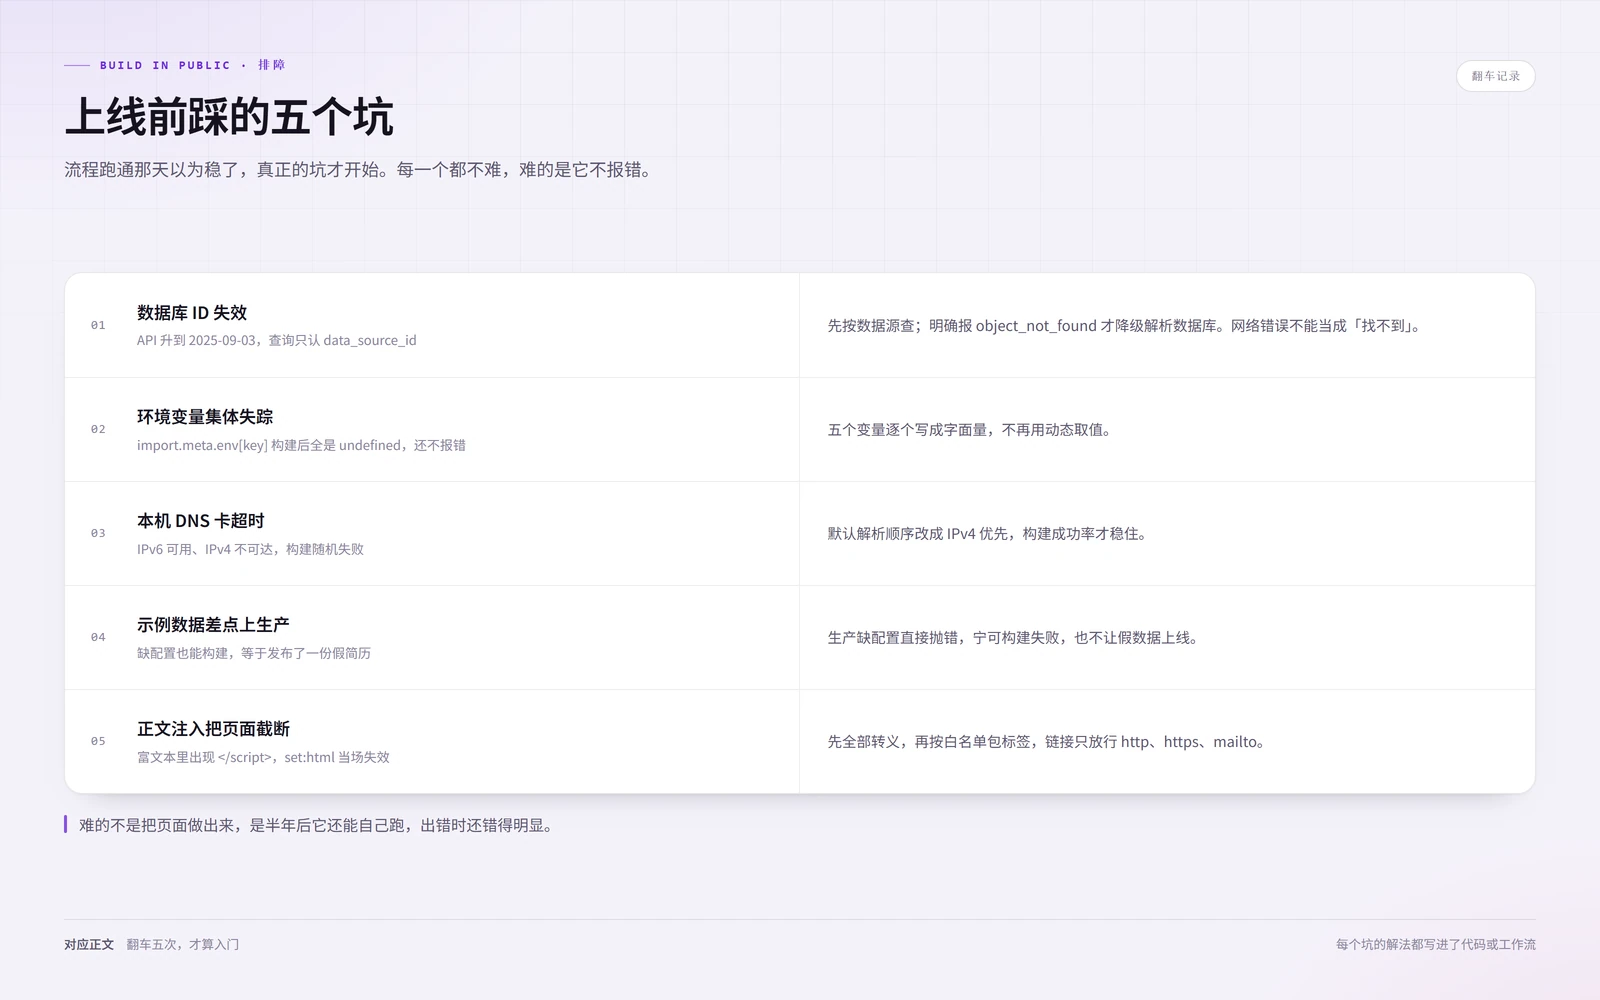 BUILD IN PUBLIC · 排障
翻车记录
上线前踩的五个坑
流程跑通那天以为稳了，真正的坑才开始。每一个都不难，难的是它不报错。
01
数据库 ID 失效
API 升到 2025-09-03，查询只认 data_source_id
先按数据源查；明确报 object_not_found 才降级解析数据库。网络错误不能当成「找不到」。
02
环境变量集体失踪
import.meta.env[key] 构建后全是 undefined，还不报错
五个变量逐个写成字面量，不再用动态取值。
03
本机 DNS 卡超时
IPv6 可用、IPv4 不可达，构建随机失败
默认解析顺序改成 IPv4 优先，构建成功率才稳住。
04
示例数据差点上生产
缺配置也能构建，等于发布了一份假简历
生产缺配置直接抛错，宁可构建失败，也不让假数据上线。
05
正文注入把页面截断
富文本里出现 </script>，set:html 当场失效
先全部转义，再按白名单包标签，链接只放行 http、https、mailto。
难的不是把页面做出来，是半年后它还能自己跑，出错时还错得明显。
对应正文 翻车五次，才算入门
每个坑的解法都写进了代码或工作流